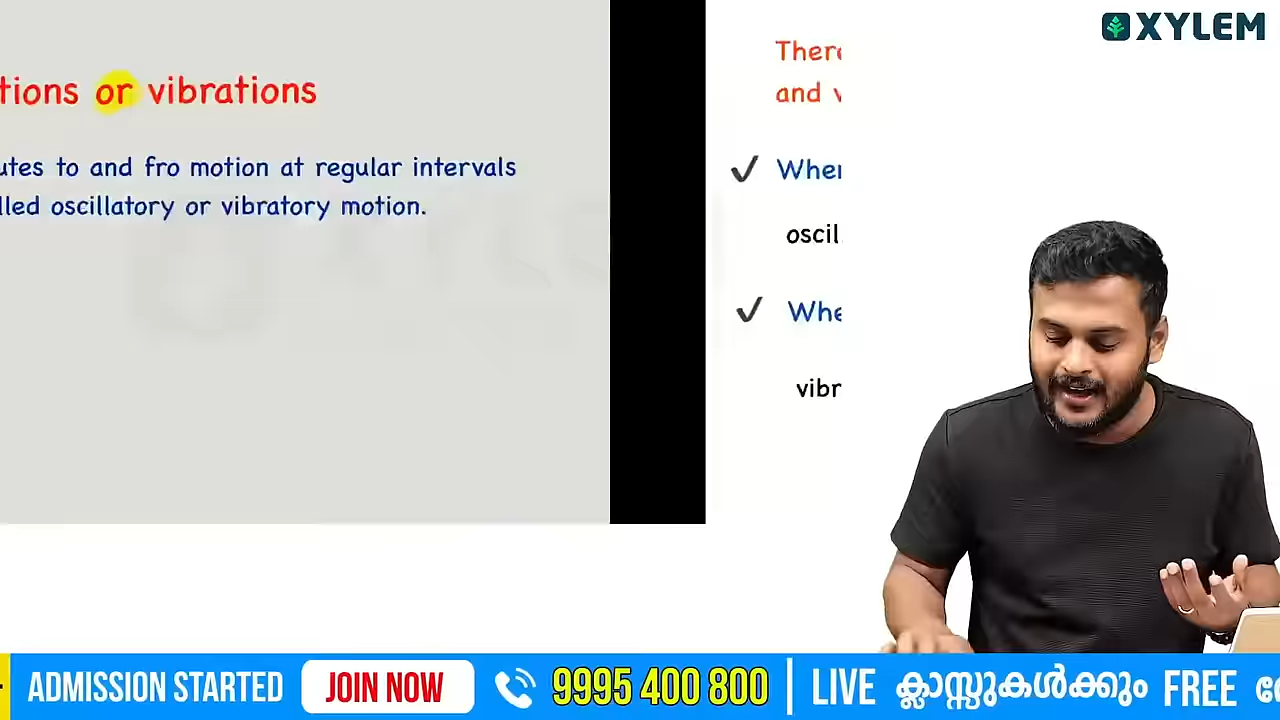 XYLEM
tions or vibrations
utes to and fro motion at regular intervals
lled oscillatory or vibratory motion.
and v
✓ When
oscil
✓ Whe
vibr
ADMISSION STARTED JOIN NOW 9995 400 800 | LIVE ക്ലാസ്സുകൾക്കും FREE